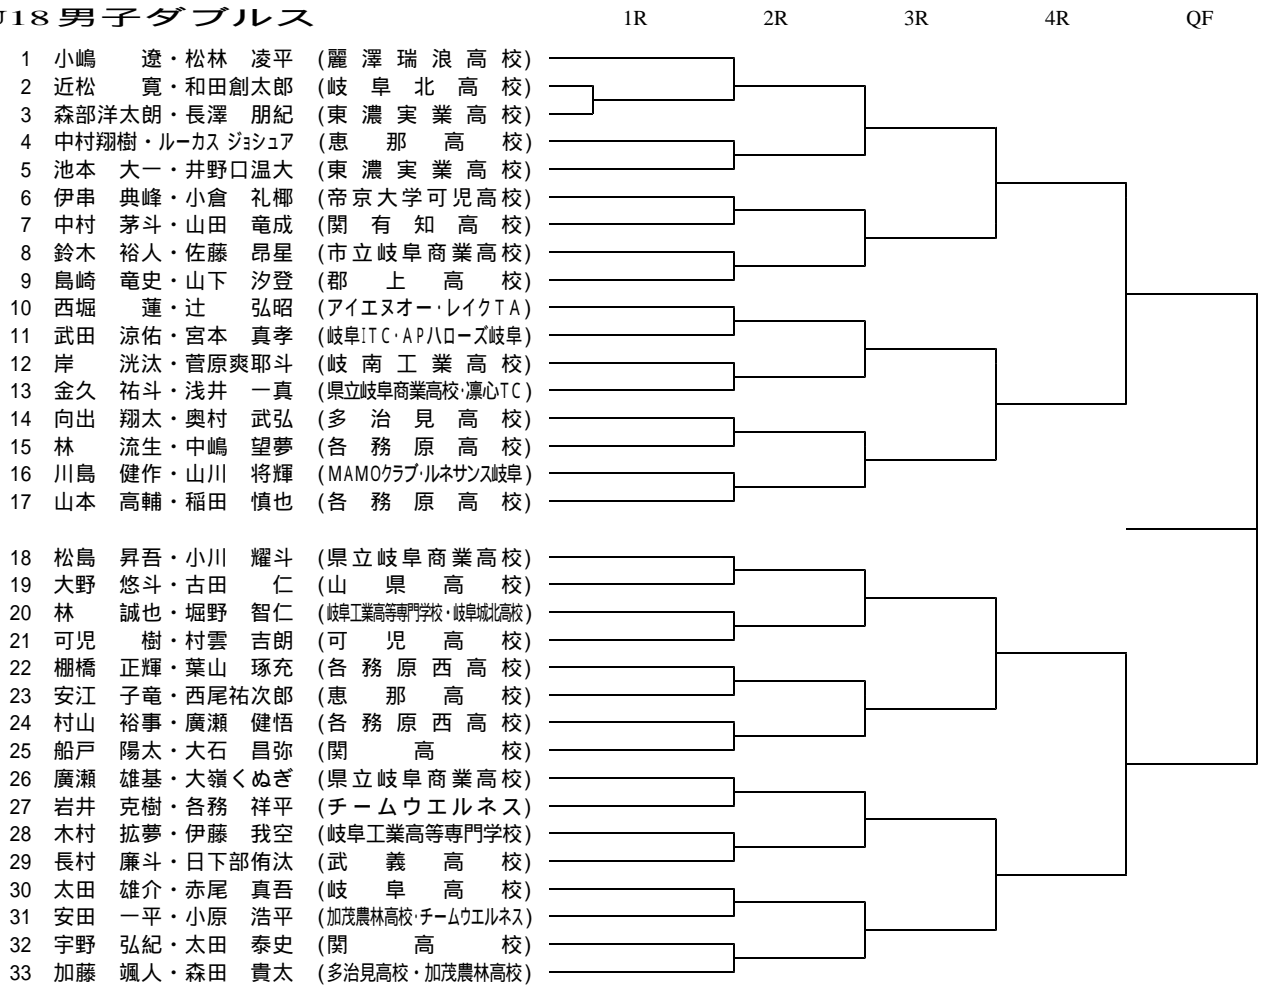 U18男子ダブルス 1R 2R 3R 4R QF
1 小嶋 遼・松林 凌平 (麗澤瑞浪高校)
2 近松 寛・和田創太郎 (岐阜北高校)
3 森部洋太朗・長澤 朋紀 (東濃実業高校)
4 中村翔樹・ルーカス ジョシュア (恵那高校)
5 池本 大一・井野口温大 (東濃実業高校)
6 伊串 典峰・小倉 礼椰 (帝京大学可児高校)
7 中村 茅斗・山田 竜成 (関有知高校)
8 鈴木 裕人・佐藤 昂星 (市立岐阜商業高校)
9 島崎 竜史・山下 汐登 (郡上高校)
10 西堀 蓮・辻 弘昭 (アイエヌオー・レイクTA)
11 武田 涼佑・宮本 真孝 (岐阜ITC・APハローズ岐阜)
12 岸 洸汰・菅原爽耶斗 (岐南工業高校)
13 金久 祐斗・浅井 一真 (県立岐阜商業高校・凛心TC)
14 向出 翔太・奥村 武弘 (多治見高校)
15 林 流生・中嶋 望夢 (各務原高校)
16 川島 健作・山川 将輝 (MAMOクラブ・ルネサンス岐阜)
17 山本 高輔・稲田 慎也 (各務原高校)
18 松島 昇吾・小川 耀斗 (県立岐阜商業高校)
19 大野 悠斗・古田 仁 (山県高校)
20 林 誠也・堀野 智仁 (岐阜工業高等専門学校・岐阜城北高校)
21 可児 樹・村雲 吉朗 (可児高校)
22 棚橋 正輝・葉山 琢充 (各務原西高校)
23 安江 子竜・西尾祐次郎 (恵那高校)
24 村山 裕事・廣瀬 健悟 (各務原西高校)
25 船戸 陽太・大石 昌弥 (関高校)
26 廣瀬 雄基・大嶺くぬぎ (県立岐阜商業高校)
27 岩井 克樹・各務 祥平 (チームウエルネス)
28 木村 拡夢・伊藤 我空 (岐阜工業高等専門学校)
29 長村 廉斗・日下部侑汰 (武義高校)
30 太田 雄介・赤尾 真吾 (岐阜高校)
31 安田 一平・小原 浩平 (加茂農林高校・チームウエルネス)
32 宇野 弘紀・太田 泰史 (関高校)
33 加藤 颯人・森田 貴太 (多治見高校・加茂農林高校)